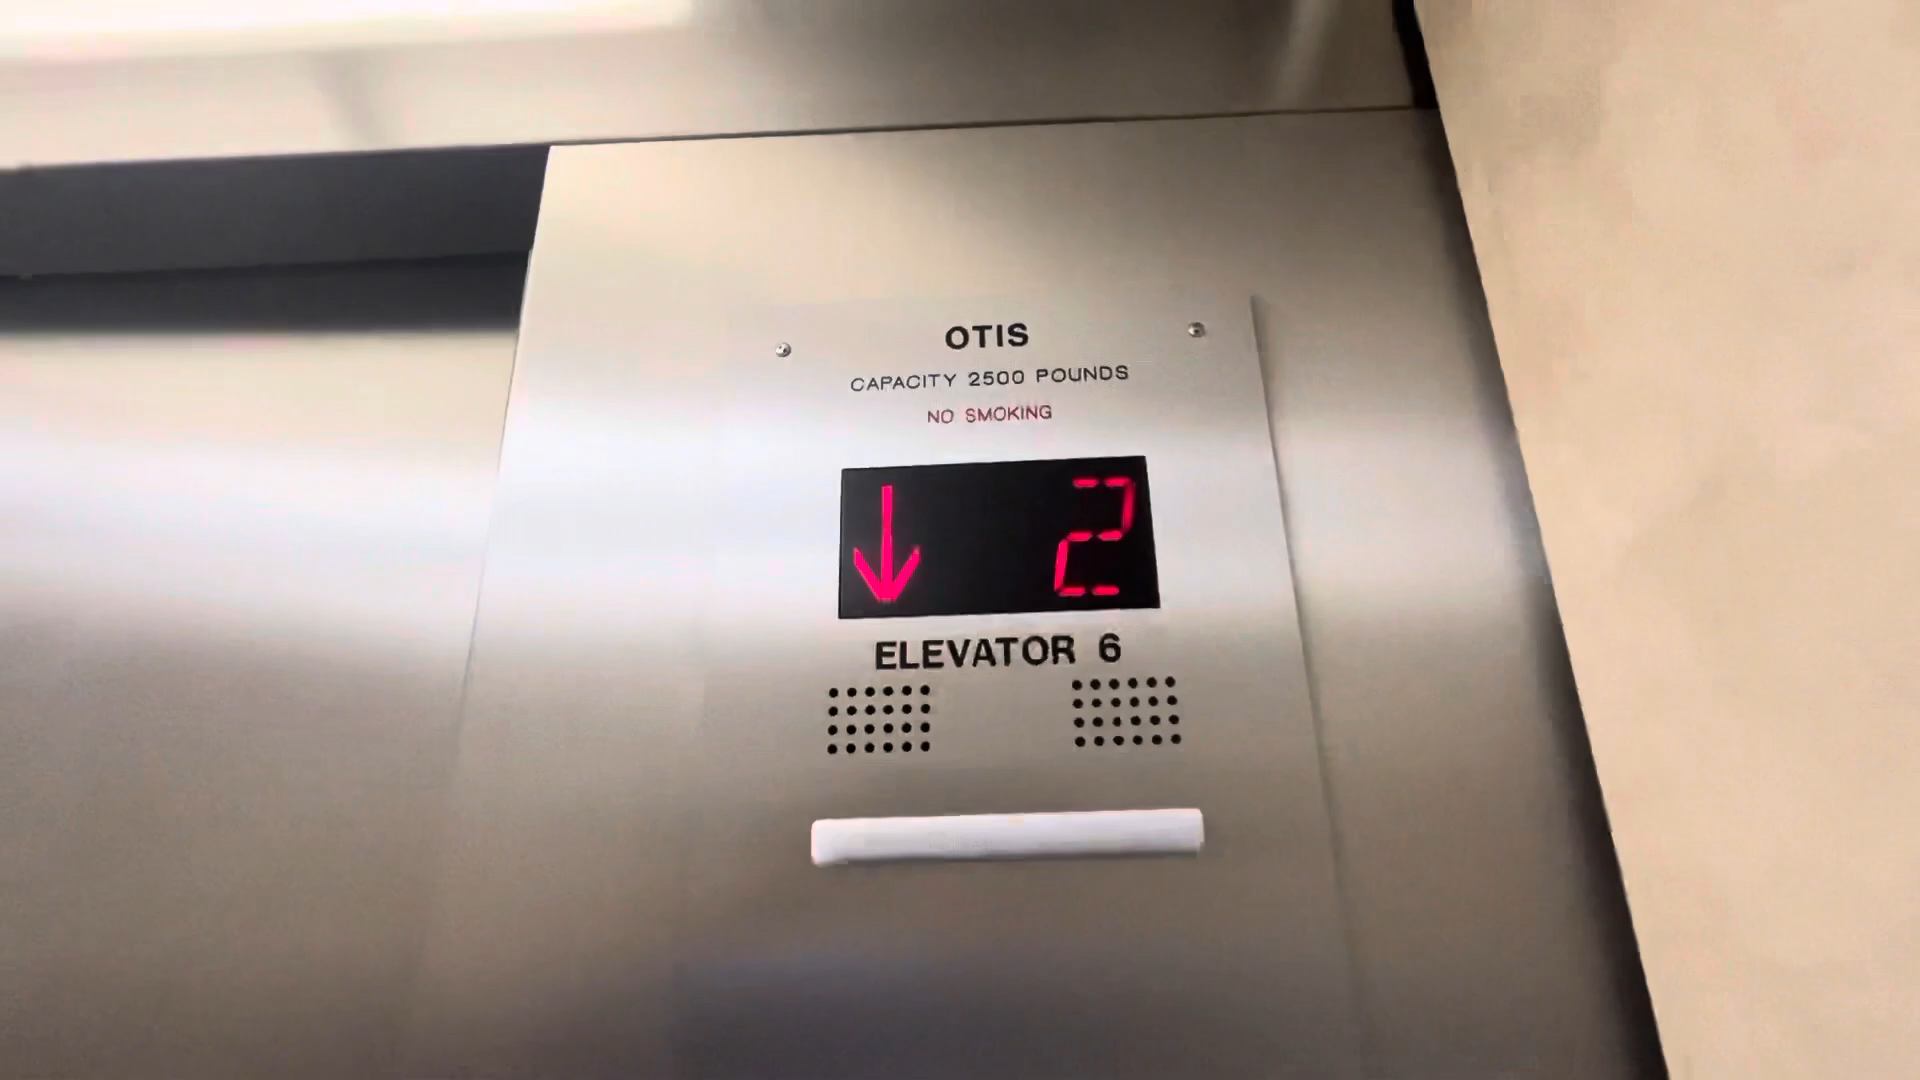 OTIS
CAPACITY 2500 POUNDS
NO SMOKING
↓ 2
ELEVATOR 6